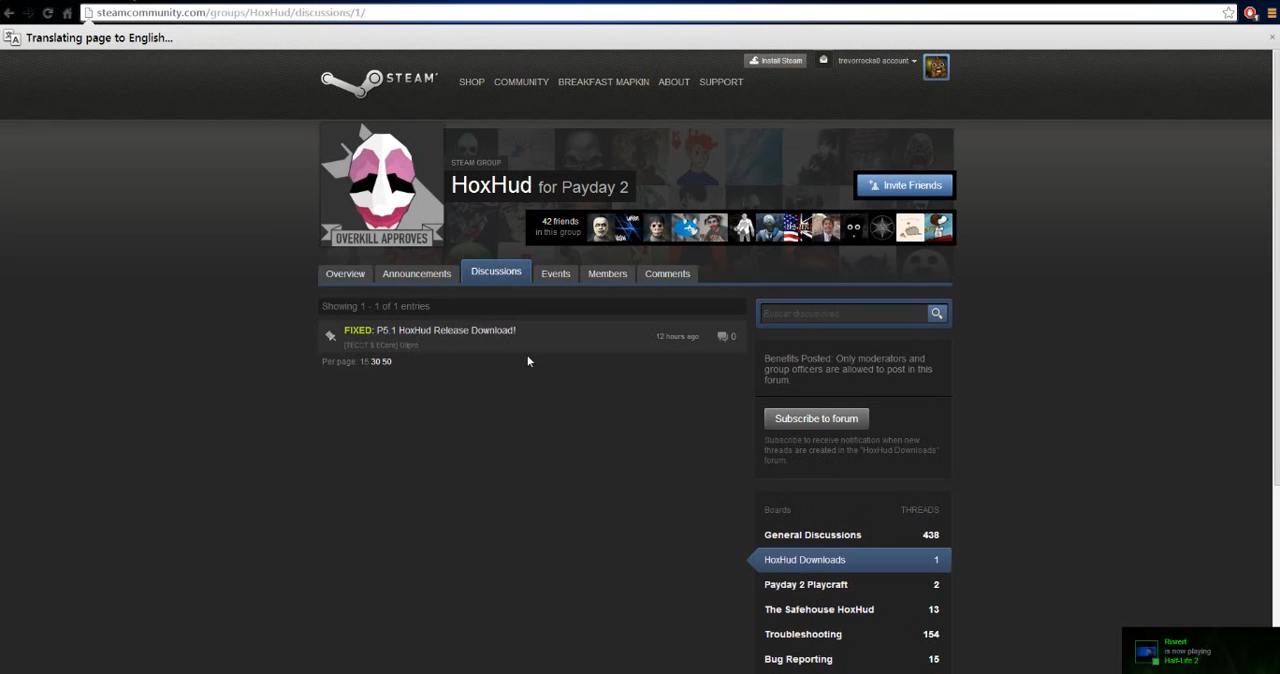 steamcommunity.com/groups/HoxHud/discussions/1/
Translating page to English...
Install Steam
trevorrocks0 account
STEAM
SHOP COMMUNITY BREAKFAST MAPKIN ABOUT SUPPORT
STEAM GROUP
HoxHud for Payday 2
Invite Friends
42 friends
in this group
OVERKILL APPROVES
Overview Announcements Discussions Events Members Comments
Showing 1 - 1 of 1 entries
FIXED: P5.1 HoxHud Release Download!
12 hours ago
0
Per page: 15 30 50
Buscar discusiones
Benefits Posted: Only moderators and
group officers are allowed to post in this
forum.
Subscribe to forum
Subscribe to receive notification when new
threads are created in the "HoxHud Downloads"
forum.
Boards THREADS
General Discussions 438
HoxHud Downloads 1
Payday 2 Playcraft 2
The Safehouse HoxHud 13
Troubleshooting 154
Bug Reporting 15
is now playing
Half-Life 2